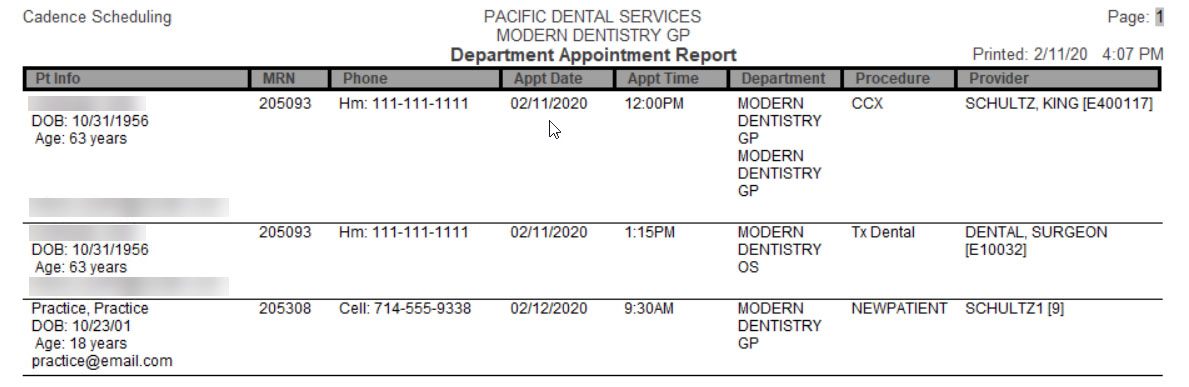 Cadence Scheduling PACIFIC DENTAL SERVICES Page: 1
MODERN DENTISTRY GP
Department Appointment Report Printed: 2/11/20 4:07 PM
Pt Info MRN Phone Appt Date Appt Time Department Procedure Provider
205093 Hm: 111-111-1111 02/11/2020 12:00PM MODERN CCX SCHULTZ, KING [E400117]
DOB: 10/31/1956 DENTISTRY
Age: 63 years GP
MODERN
DENTISTRY
GP
205093 Hm: 111-111-1111 02/11/2020 1:15PM MODERN Tx Dental DENTAL, SURGEON
DOB: 10/31/1956 DENTISTRY [E10032]
Age: 63 years OS
Practice, Practice 205308 Cell: 714-555-9338 02/12/2020 9:30AM MODERN NEWPATIENT SCHULTZ1 [9]
DOB: 10/23/01 DENTISTRY
Age: 18 years GP
practice@email.com